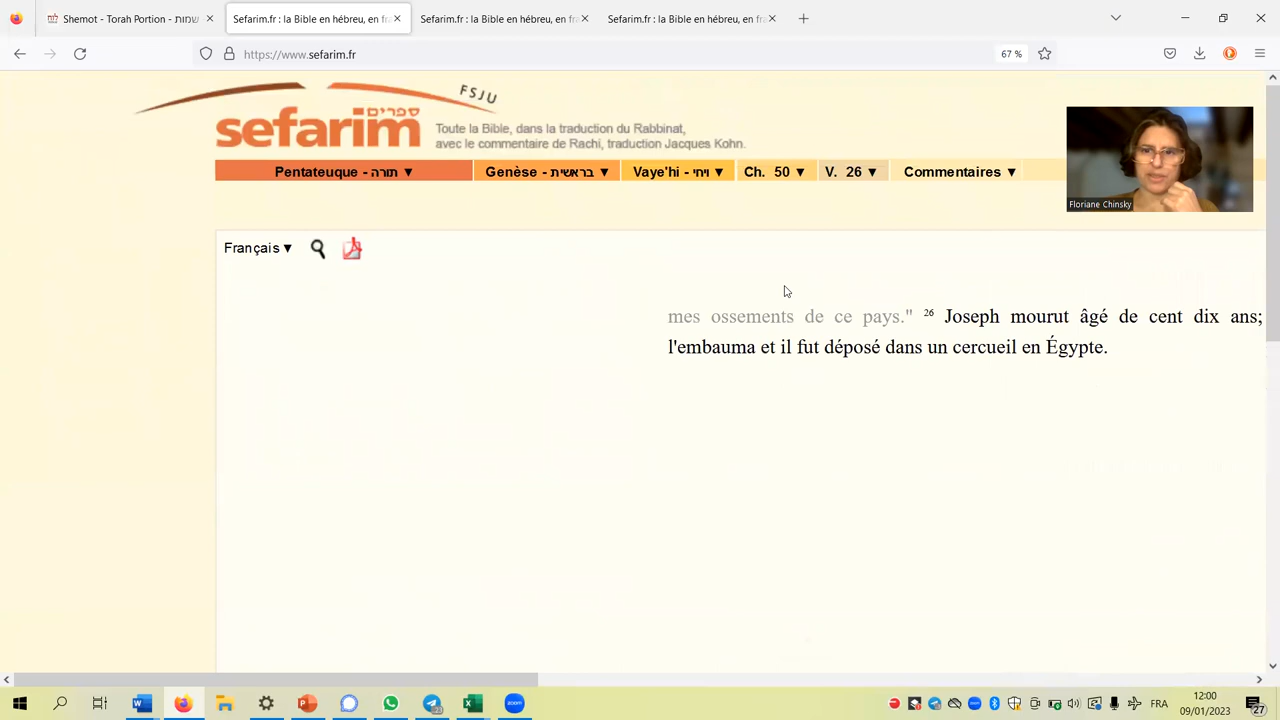 Shemot - Torah Portion - שמות
Sefarim.fr : la Bible en hébreu, en fra
Sefarim.fr : la Bible en hébreu, en fra
Sefarim.fr : la Bible en hébreu, en fra
https://www.sefarim.fr
67 %
FSJU
ספרים
sefarim
Toute la Bible, dans la traduction du Rabbinat,
avec le commentaire de Rachi, traduction Jacques Kohn.
Pentateuque - תורה ▼ Genèse - בראשית ▼ Vaye'hi - ויחי ▼ Ch. 50 ▼ V. 26 ▼ Commentaires ▼
Floriane Chinsky
Français ▼
mes ossements de ce pays." 26 Joseph mourut âgé de cent dix ans;
l'embauma et il fut déposé dans un cercueil en Égypte.
12:00
FRA
09/01/2023
27